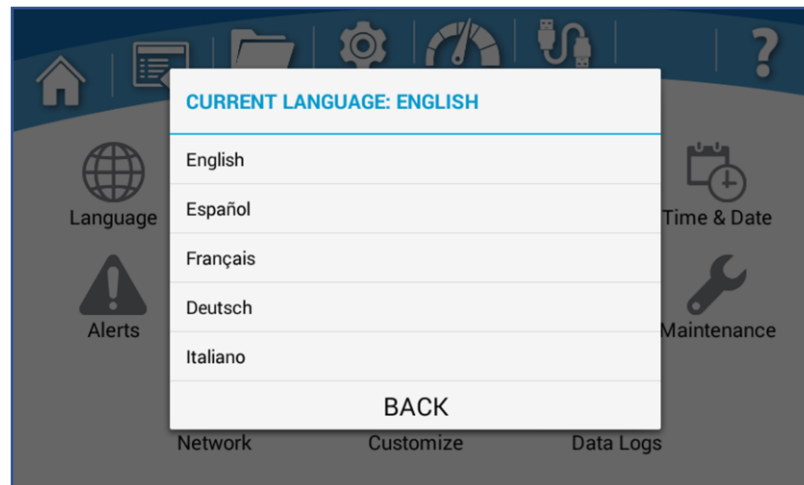 ?
CURRENT LANGUAGE: ENGLISH
English
Español
Français
Deutsch
Italiano
BACK
Language
Time & Date
Alerts
Maintenance
Network
Customize
Data Logs